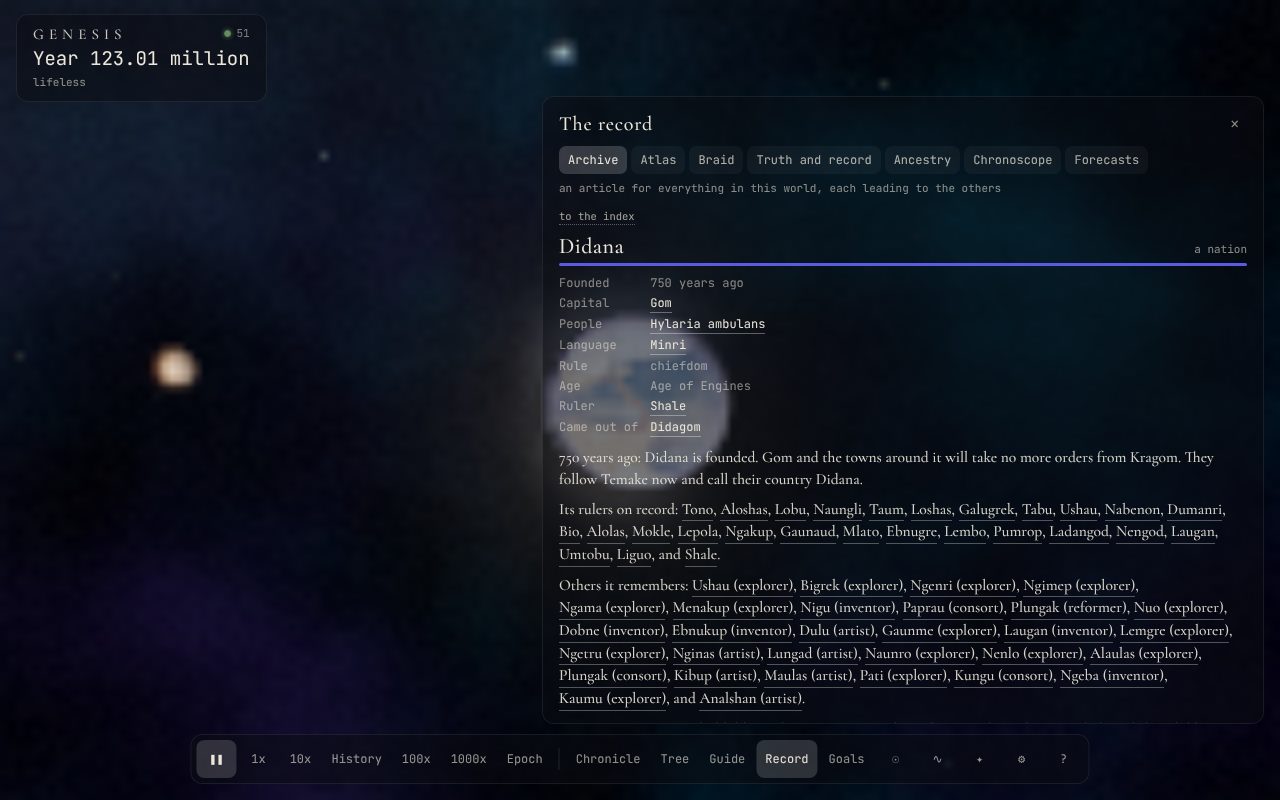 GENESIS
51
Year 123.01 million
lifeless
The record
×
Archive Atlas Braid Truth and record Ancestry Chronoscope Forecasts
an article for everything in this world, each leading to the others
to the index
Didana
a nation
Founded 750 years ago
Capital Gom
People Hylaria ambulans
Language Minri
Rule chiefdom
Age Age of Engines
Ruler Shale
Came out of Didagom
750 years ago: Didana is founded. Gom and the towns around it will take no more orders from Kragom. They
follow Temake now and call their country Didana.
Its rulers on record: Tono, Aloshas, Lobu, Naungli, Taum, Loshas, Galugrek, Tabu, Ushau, Nabenon, Dumanri,
Bio, Alolas, Mokle, Lepola, Ngakup, Gaunaud, Mlato, Ebnugre, Lembo, Pumrop, Ladangod, Nengod, Laugan,
Umtobu, Liguo, and Shale.
Others it remembers: Ushau (explorer), Bigrek (explorer), Ngenri (explorer), Ngimep (explorer),
Ngama (explorer), Menakup (explorer), Nigu (inventor), Paprau (consort), Plungak (reformer), Nuo (explorer),
Dobne (inventor), Ebnukup (inventor), Dulu (artist), Gaunme (explorer), Laugan (inventor), Lemgre (explorer),
Ngetru (explorer), Nginas (artist), Lungad (artist), Naunro (explorer), Nenlo (explorer), Alaulas (explorer),
Plungak (consort), Kibup (artist), Maulas (artist), Pati (explorer), Kungu (consort), Ngeba (inventor),
Kaumu (explorer), and Analshan (artist).
1x 10x History 100x 1000x Epoch Chronicle Tree Guide Record Goals ?